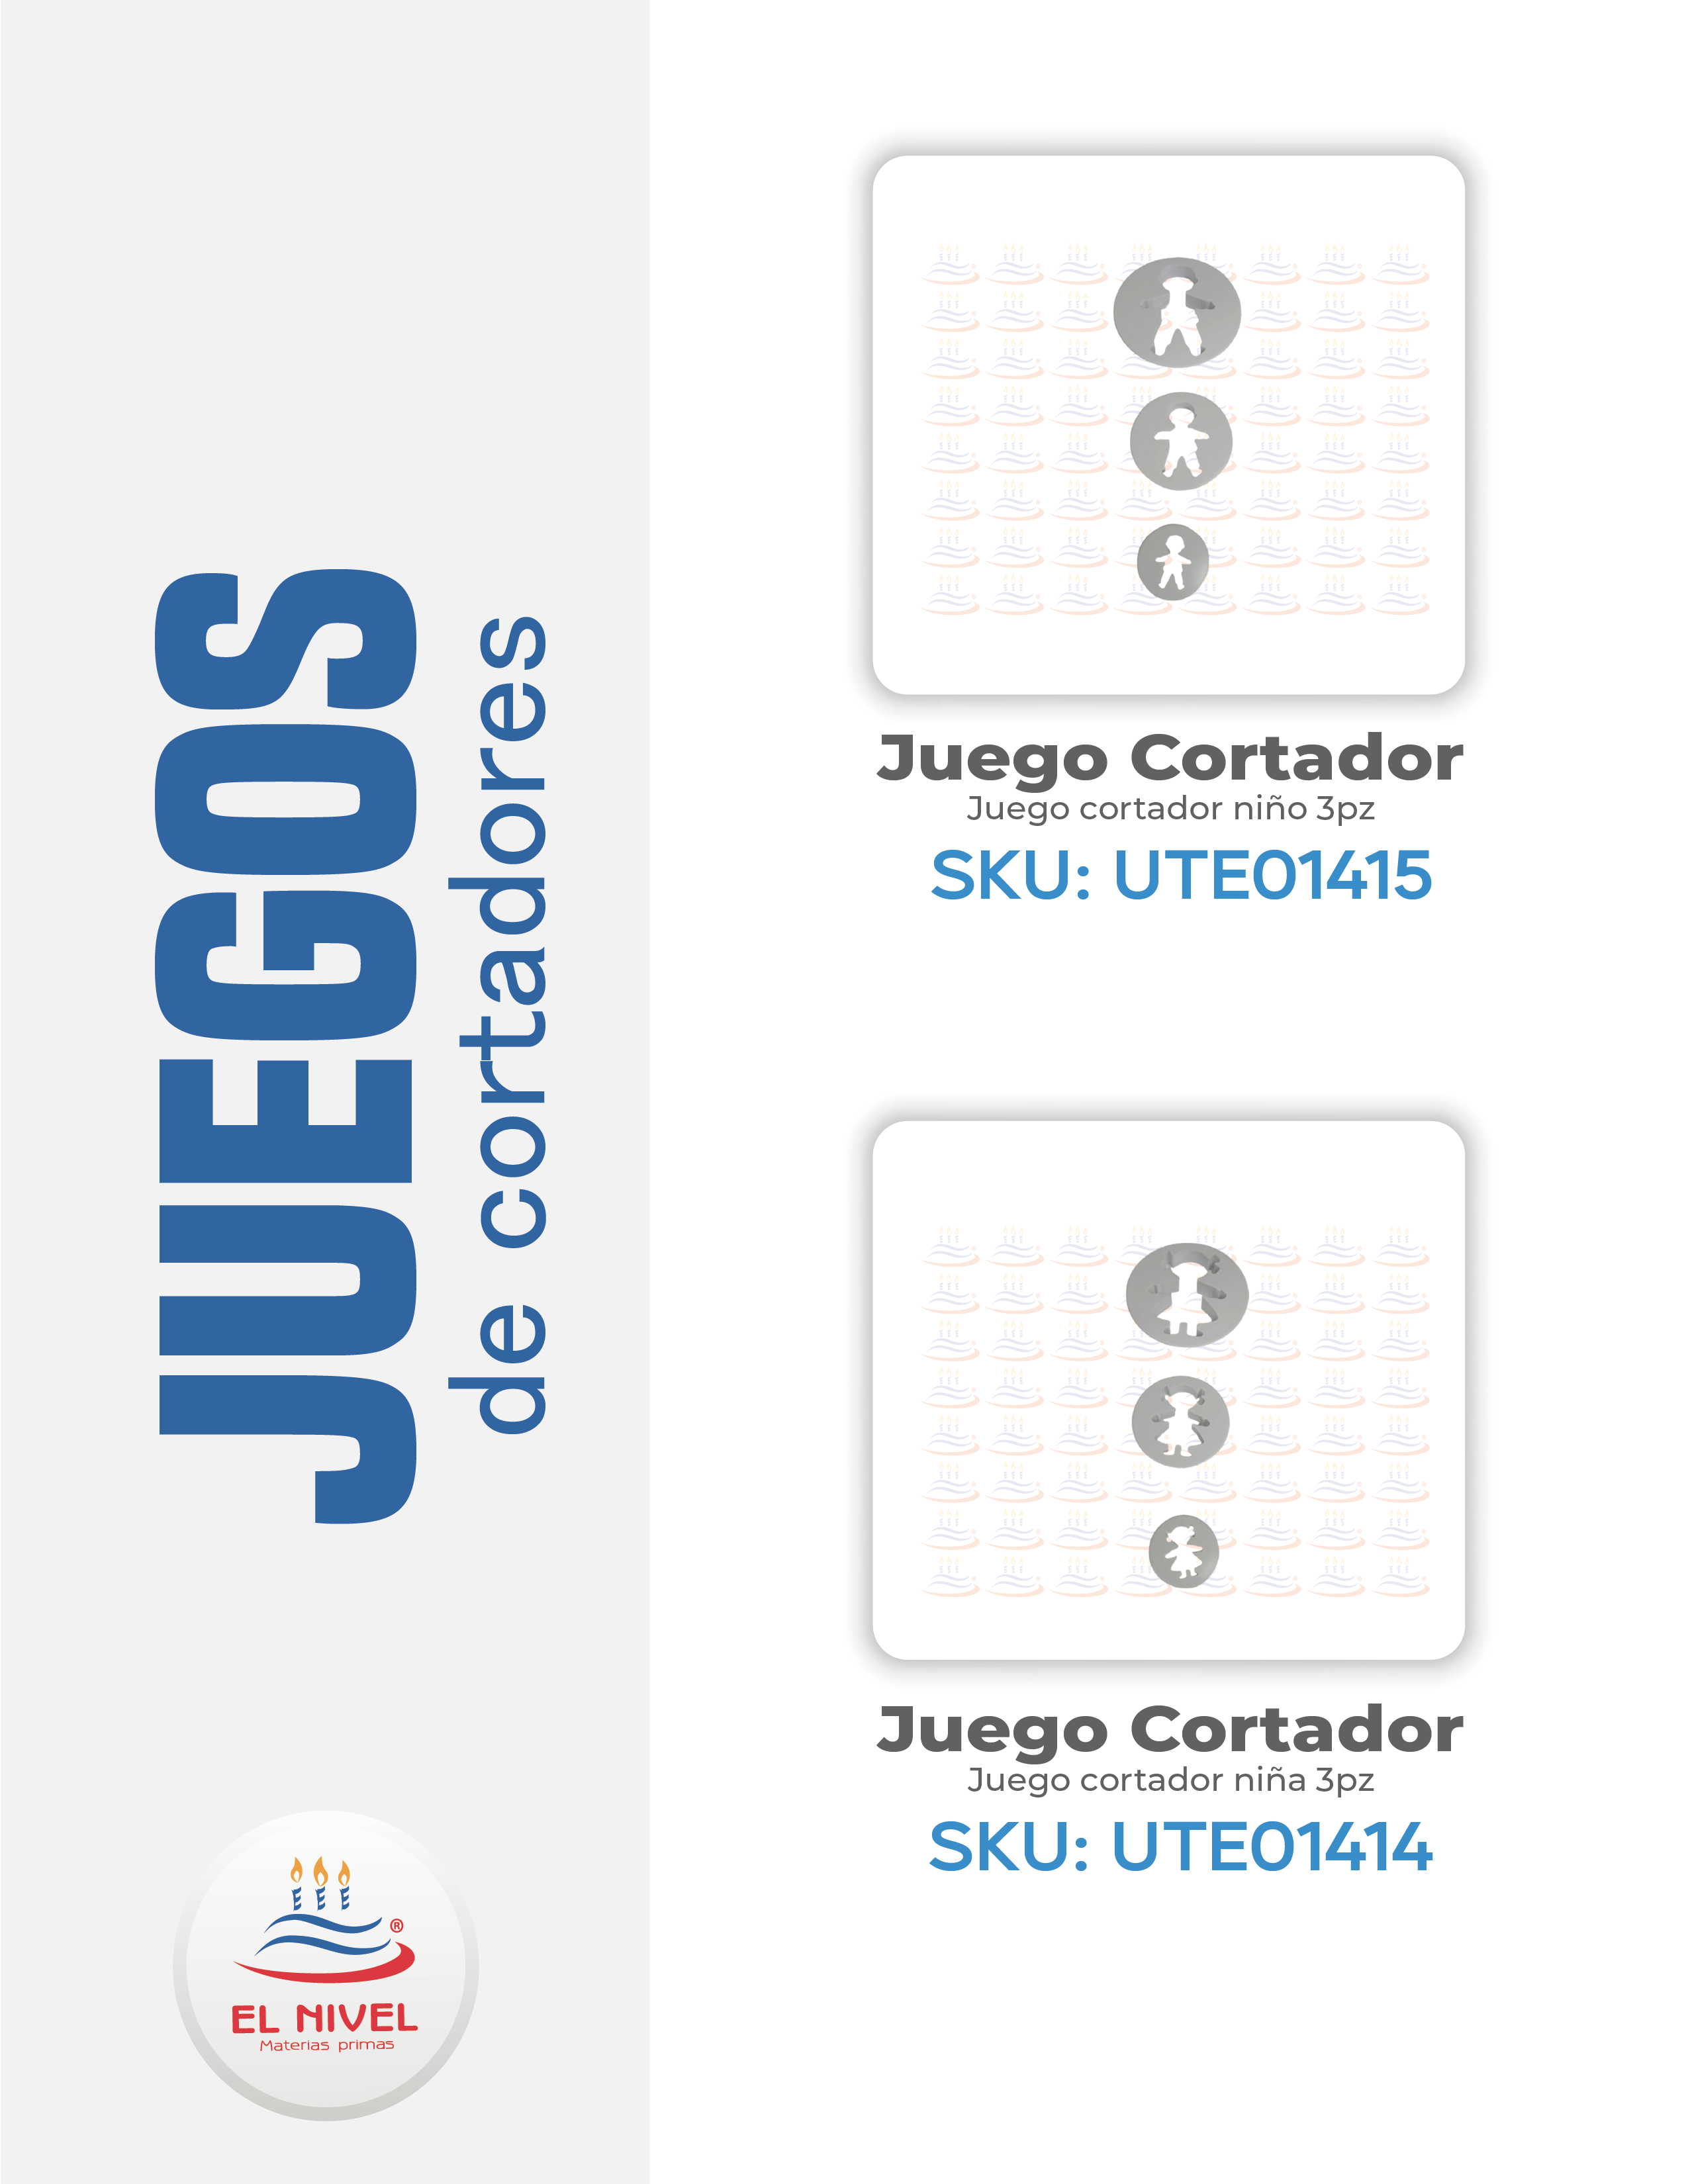 JUEGOS
de cortadores
Juego Cortador
Juego cortador niño 3pz
SKU: UTE01415
Juego Cortador
Juego cortador niña 3pz
SKU: UTE01414
®
EL NIVEL
Materias primas